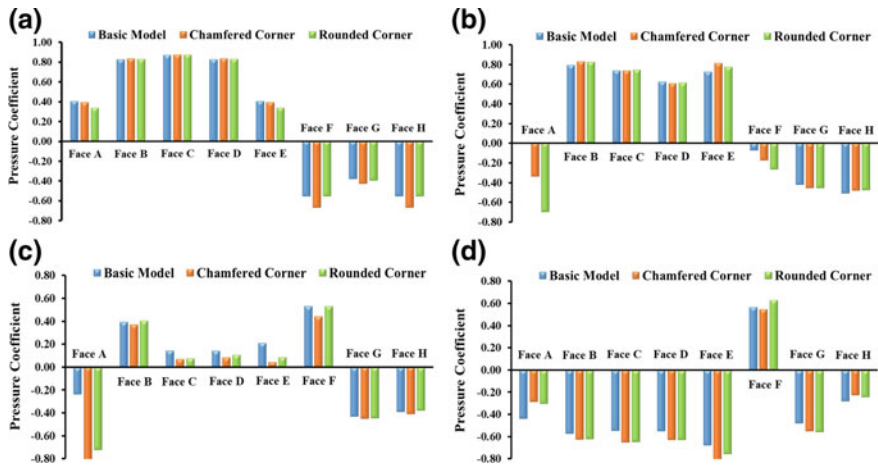 (a)
Basic Model Chamfered Corner Rounded Corner
Pressure Coefficient
1.00
0.80
0.60
0.40
0.20
0.00
-0.20
-0.40
-0.60
-0.80
Face A Face B Face C Face D Face E Face F Face G Face H
(b)
Basic Model Chamfered Corner Rounded Corner
Pressure Coefficient
1.00
0.80
0.60
0.40
0.20
0.00
-0.20
-0.40
-0.60
-0.80
Face A Face B Face C Face D Face E Face F Face G Face H
(c)
Basic Model Chamfered Corner Rounded Corner
Pressure Coefficient
0.80
0.60
0.40
0.20
0.00
-0.20
-0.40
-0.60
-0.80
Face A Face B Face C Face D Face E Face F Face G Face H
(d)
Basic Model Chamfered Corner Rounded Corner
Pressure Coefficient
0.80
0.60
0.40
0.20
0.00
-0.20
-0.40
-0.60
-0.80
Face A Face B Face C Face D Face E Face F Face G Face H